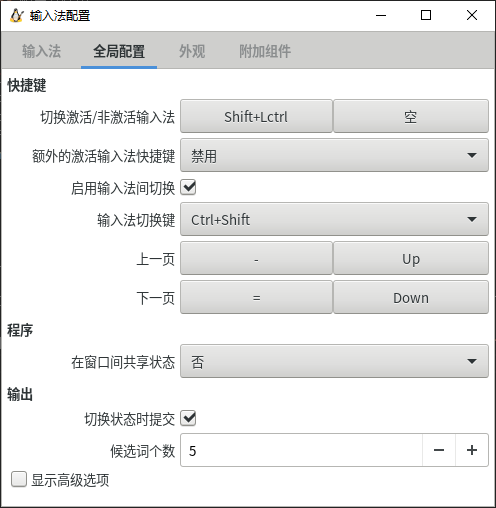 输入法配置
输入法 全局配置 外观 附加组件
快捷键
切换激活/非激活输入法 Shift+Lctrl 空
额外的激活输入法快捷键 禁用
启用输入法间切换
输入法切换键 Ctrl+Shift
上一页 - Up
下一页 = Down
程序
在窗口间共享状态 否
输出
切换状态时提交
候选词个数 5 − +
显示高级选项